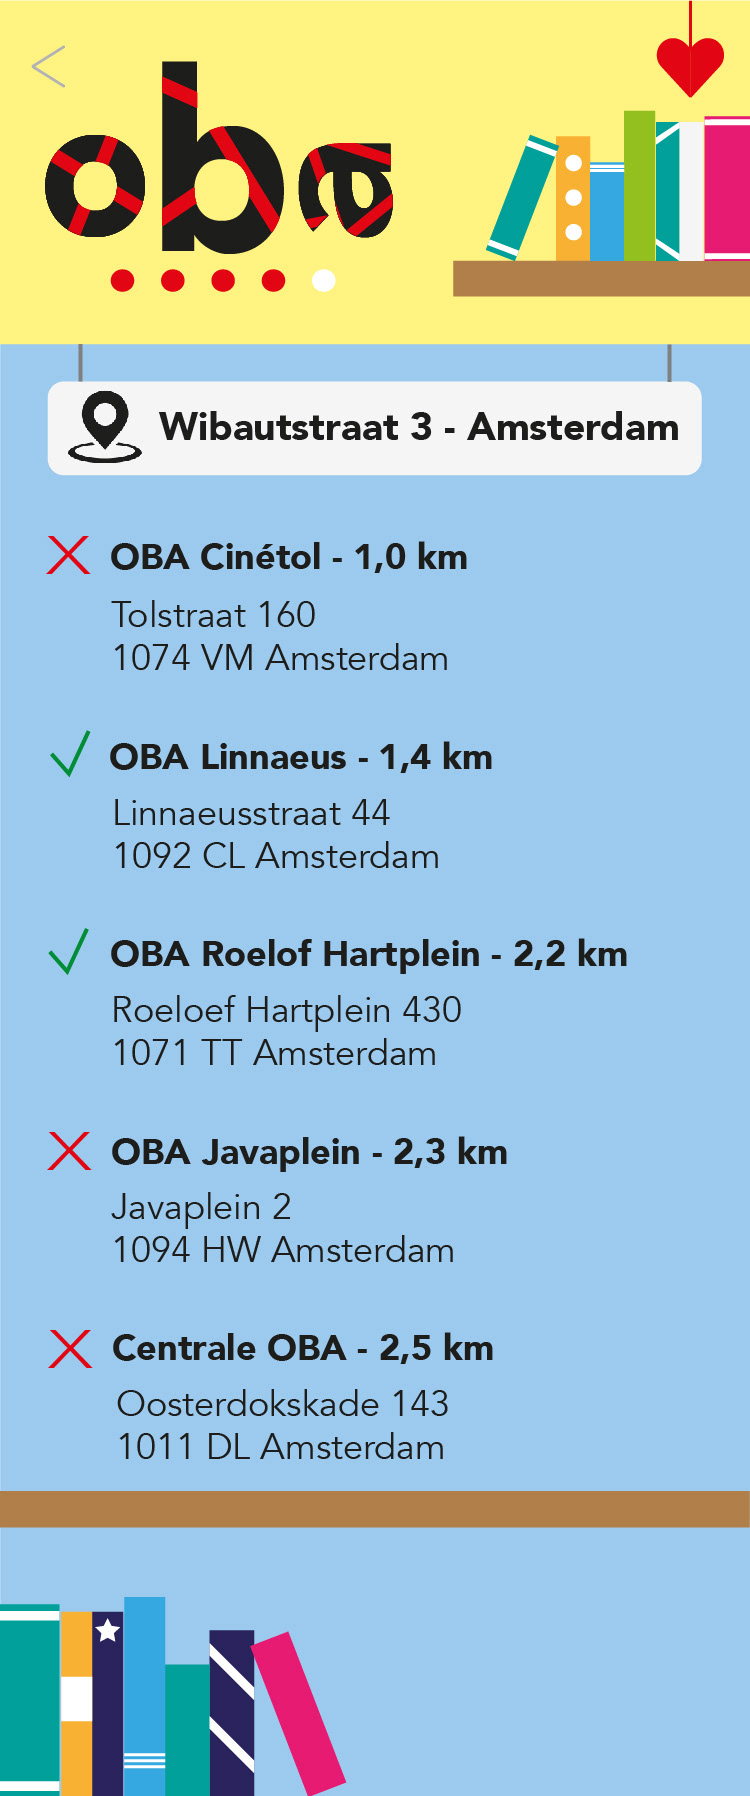 oba
Wibautstraat 3 - Amsterdam
OBA Cinétol - 1,0 km
Tolstraat 160
1074 VM Amsterdam
OBA Linnaeus - 1,4 km
Linnaeusstraat 44
1092 CL Amsterdam
OBA Roelof Hartplein - 2,2 km
Roeloef Hartplein 430
1071 TT Amsterdam
OBA Javaplein - 2,3 km
Javaplein 2
1094 HW Amsterdam
Centrale OBA - 2,5 km
Oosterdokskade 143
1011 DL Amsterdam